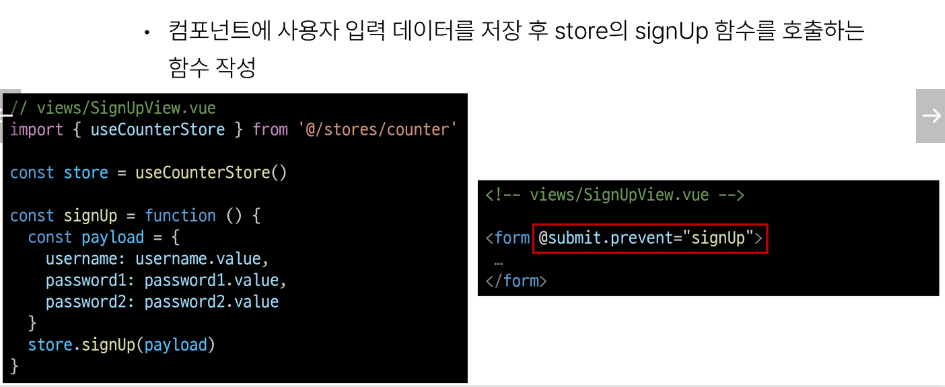 • 컴포넌트에 사용자 입력 데이터를 저장 후 store의 signUp 함수를 호출하는
함수 작성
// views/SignUpView.vue
import { useCounterStore } from '@/stores/counter'
const store = useCounterStore()
const signUp = function () {
const payload = {
username: username.value,
password1: password1.value,
password2: password2.value
}
store.signUp(payload)
}
<!-- views/SignUpView.vue -->
<form @submit.prevent="signUp">
…
</form>